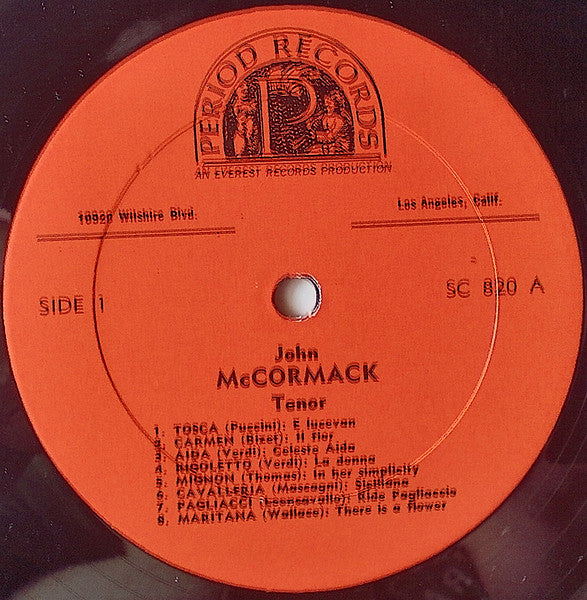 PERIOD RECORDS
P
AN EVEREST RECORDS PRODUCTION
10920 Wilshire Blvd.
Los Angeles, Calif.
SIDE 1
SC 820 A
John
McCORMACK
Tenor
1. TOSCA (Puccini): E lucevan
2. CARMEN (Bizet): Il fior
3. AIDA (Verdi): Celeste Aida
4. RIGOLETTO (Verdi): La donna
5. MIGNON (Thomas): In her simplicity
6. CAVALLERIA (Mascagni): Siciliana
7. PAGLIACCI (Leoncavallo): Ride Pagliaccio
8. MARITANA (Wallace): There is a flower